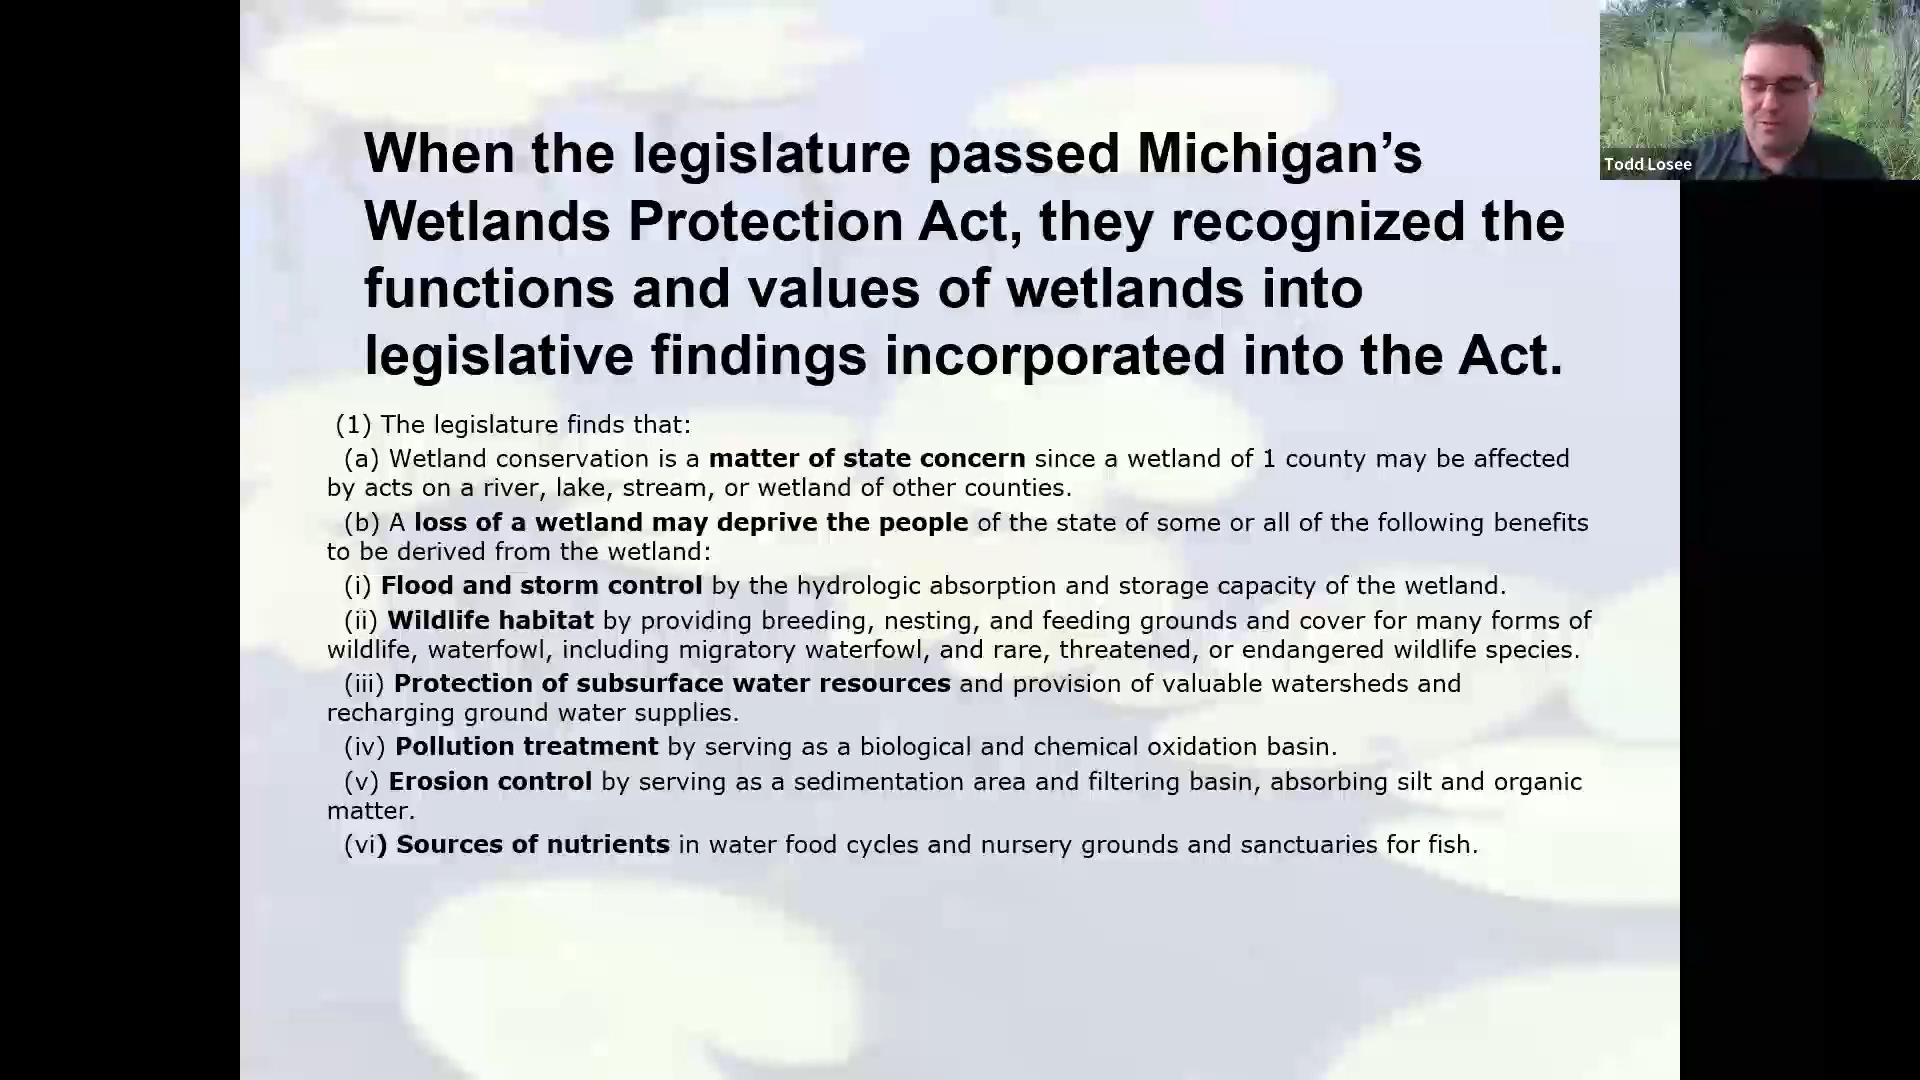 When the legislature passed Michigan’s
Wetlands Protection Act, they recognized the
functions and values of wetlands into
legislative findings incorporated into the Act.
(1) The legislature finds that:
(a) Wetland conservation is a matter of state concern since a wetland of 1 county may be affected
by acts on a river, lake, stream, or wetland of other counties.
(b) A loss of a wetland may deprive the people of the state of some or all of the following benefits
to be derived from the wetland:
(i) Flood and storm control by the hydrologic absorption and storage capacity of the wetland.
(ii) Wildlife habitat by providing breeding, nesting, and feeding grounds and cover for many forms of
wildlife, waterfowl, including migratory waterfowl, and rare, threatened, or endangered wildlife species.
(iii) Protection of subsurface water resources and provision of valuable watersheds and
recharging ground water supplies.
(iv) Pollution treatment by serving as a biological and chemical oxidation basin.
(v) Erosion control by serving as a sedimentation area and filtering basin, absorbing silt and organic
matter.
(vi) Sources of nutrients in water food cycles and nursery grounds and sanctuaries for fish.
Todd Losee